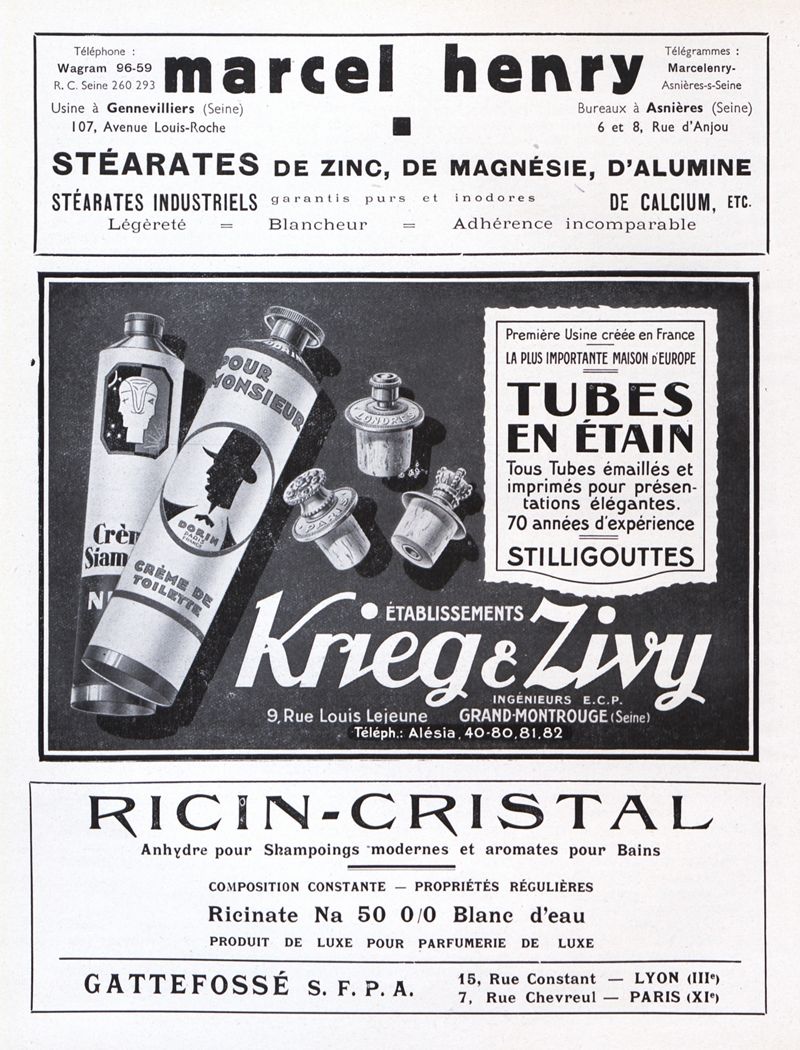 Téléphone :
Wagram 96-59
R. C. Seine 260 293
marcel henry
Télégrammes :
Marcelenry-
Asnières-s-Seine
Usine à Gennevilliers (Seine)
107, Avenue Louis-Roche
Bureaux à Asnières (Seine)
6 et 8, Rue d'Anjou
STÉARATES DE ZINC, DE MAGNÉSIE, D'ALUMINE
STÉARATES INDUSTRIELS garantis purs et inodores DE CALCIUM, ETC.
Légèreté = Blancheur = Adhérence incomparable
POUR
MONSIEUR
DORIN
PARIS
FRANCE
CRÈME DE
TOILETTE
LONDRES
PARIS
Première Usine créée en France
LA PLUS IMPORTANTE MAISON D'EUROPE
TUBES
EN ÉTAIN
Tous Tubes émaillés et
imprimés pour présen-
tations élégantes.
70 années d'expérience
STILLIGOUTTES
ÉTABLISSEMENTS
Krieg & Zivy
INGÉNIEURS E.C.P.
9, Rue Louis Lejeune GRAND-MONTROUGE (Seine)
Téléph.: Alésia, 40-80, 81, 82
RICIN-CRISTAL
Anhydre pour Shampoings modernes et aromates pour Bains
COMPOSITION CONSTANTE — PROPRIÉTÉS RÉGULIÈRES
Ricinate Na 50 0/0 Blanc d'eau
PRODUIT DE LUXE POUR PARFUMERIE DE LUXE
GATTEFOSSÉ S. F. P. A.
15, Rue Constant — LYON (IIIe)
7, Rue Chevreul — PARIS (XIe)